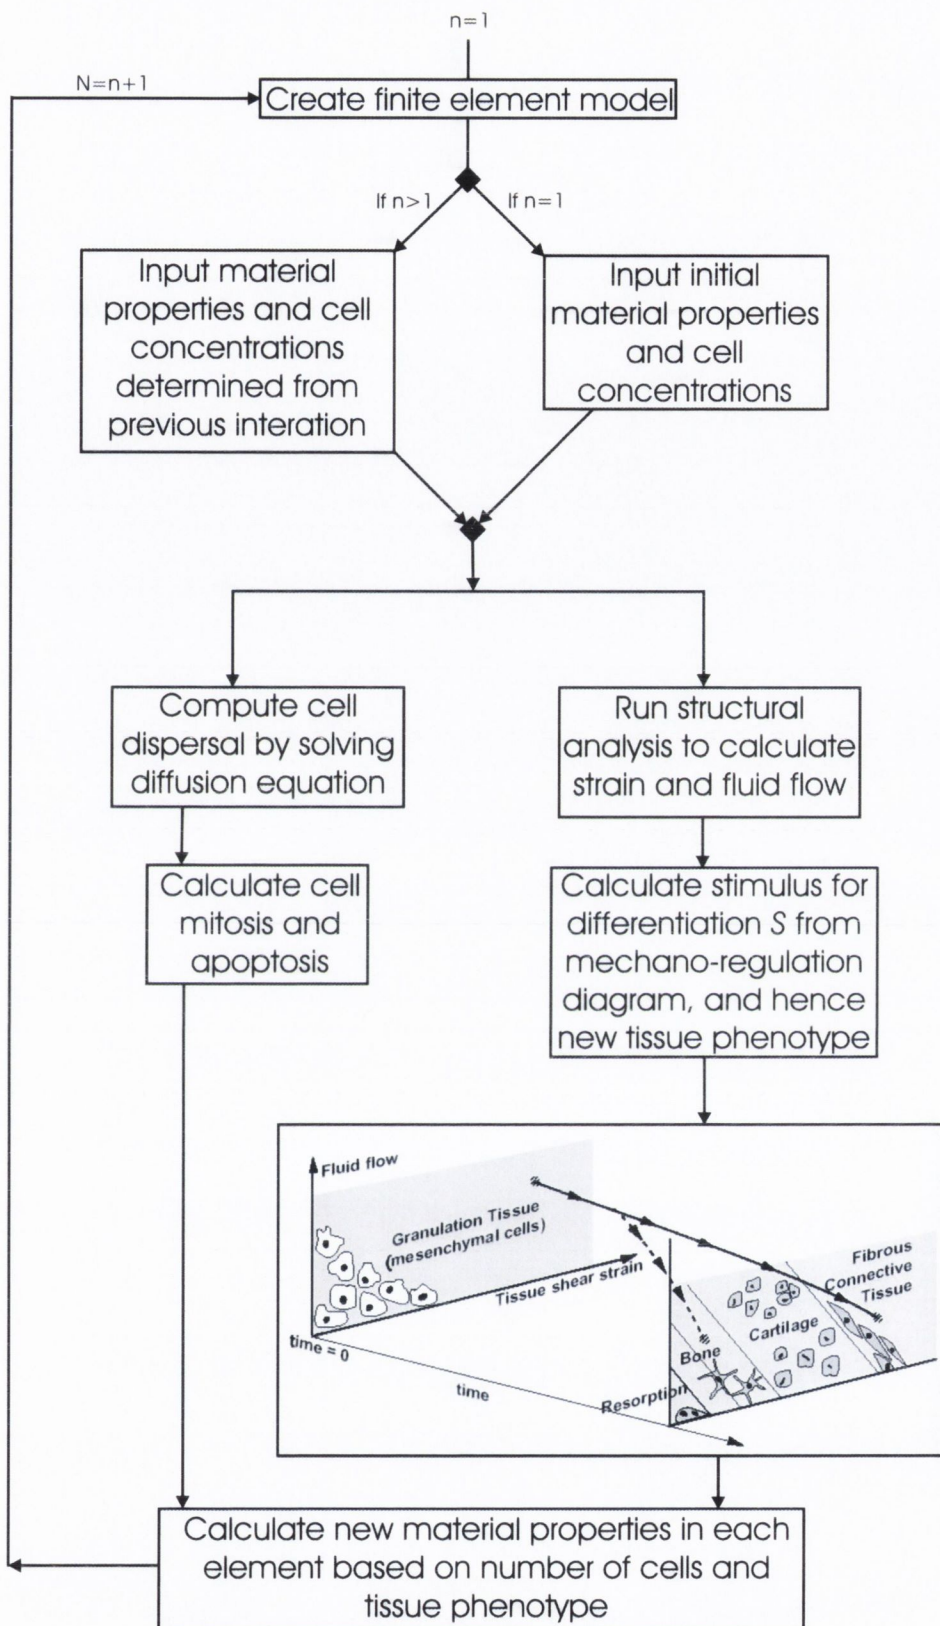 n=1
N=n+1
Create finite element model
If n>1
If n=1
Input material
properties and cell
concentrations
determined from
previous interation
Input initial
material properties
and cell
concentrations
Compute cell
dispersal by solving
diffusion equation
Run structural
analysis to calculate
strain and fluid flow
Calculate cell
mitosis and
apoptosis
Calculate stimulus for
differentiation S from
mechano-regulation
diagram, and hence
new tissue phenotype
Fluid flow
Granulation Tissue
(mesenchymal cells)
Tissue shear strain
time = 0
time
Fibrous
Connective
Tissue
Cartilage
Bone
Resorption
Calculate new material properties in each
element based on number of cells and
tissue phenotype